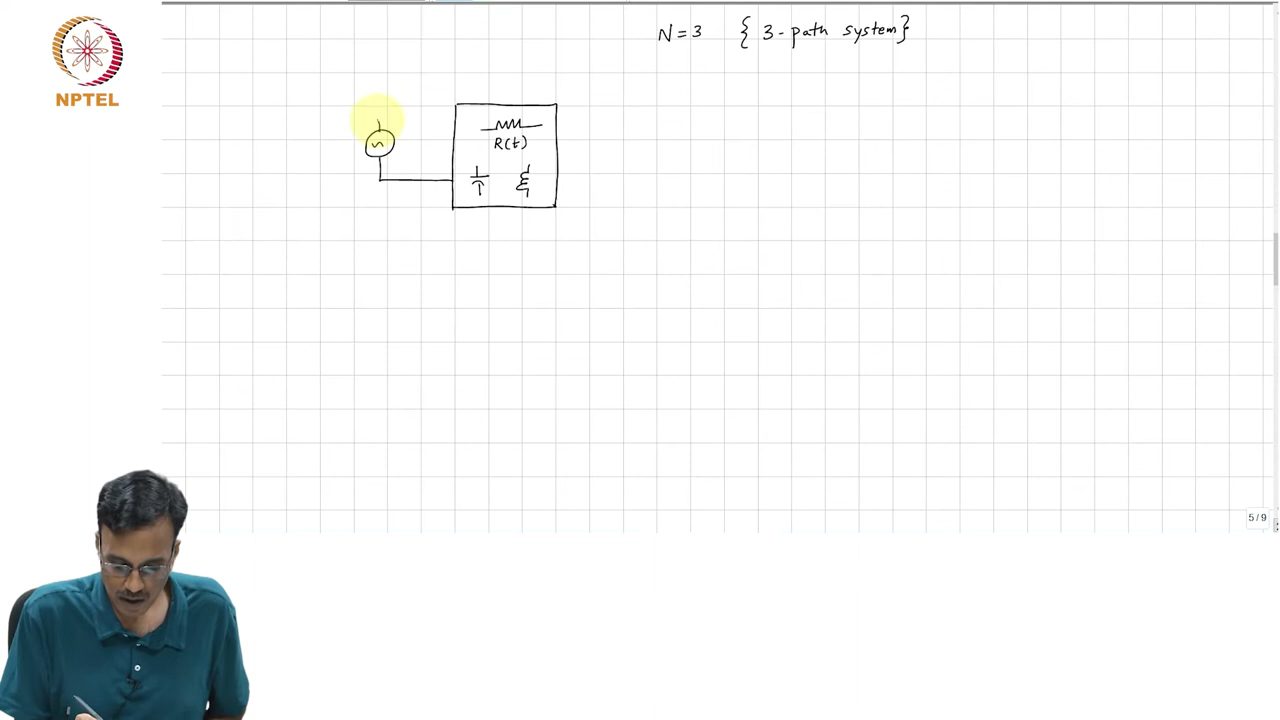 N = 3 { 3 - path system }
NPTEL
R(t)
5 / 9